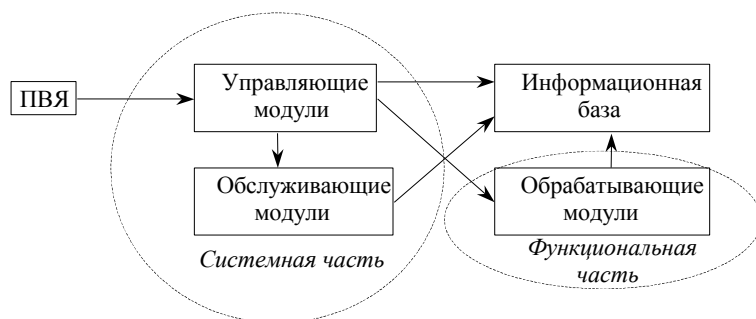 ПВЯ
Управляющие
модули
Информационная
база
Обслуживающие
модули
Обрабатывающие
модули
Системная часть
Функциональная
часть